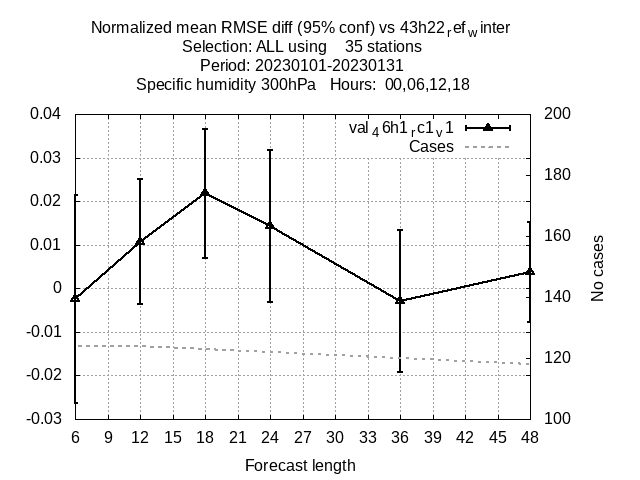 Normalized mean RMSE diff (95% conf) vs 43h22refwinter
Selection: ALL using    35 stations
Period: 20230101-20230131
Specific humidity 300hPa   Hours:  00,06,12,18
val46h1rc1v1
Cases
0.04
0.03
0.02
0.01
0
-0.01
-0.02
-0.03
200
180
160
140
120
100
No cases
6 9 12 15 18 21 24 27 30 33 36 39 42 45 48
Forecast length